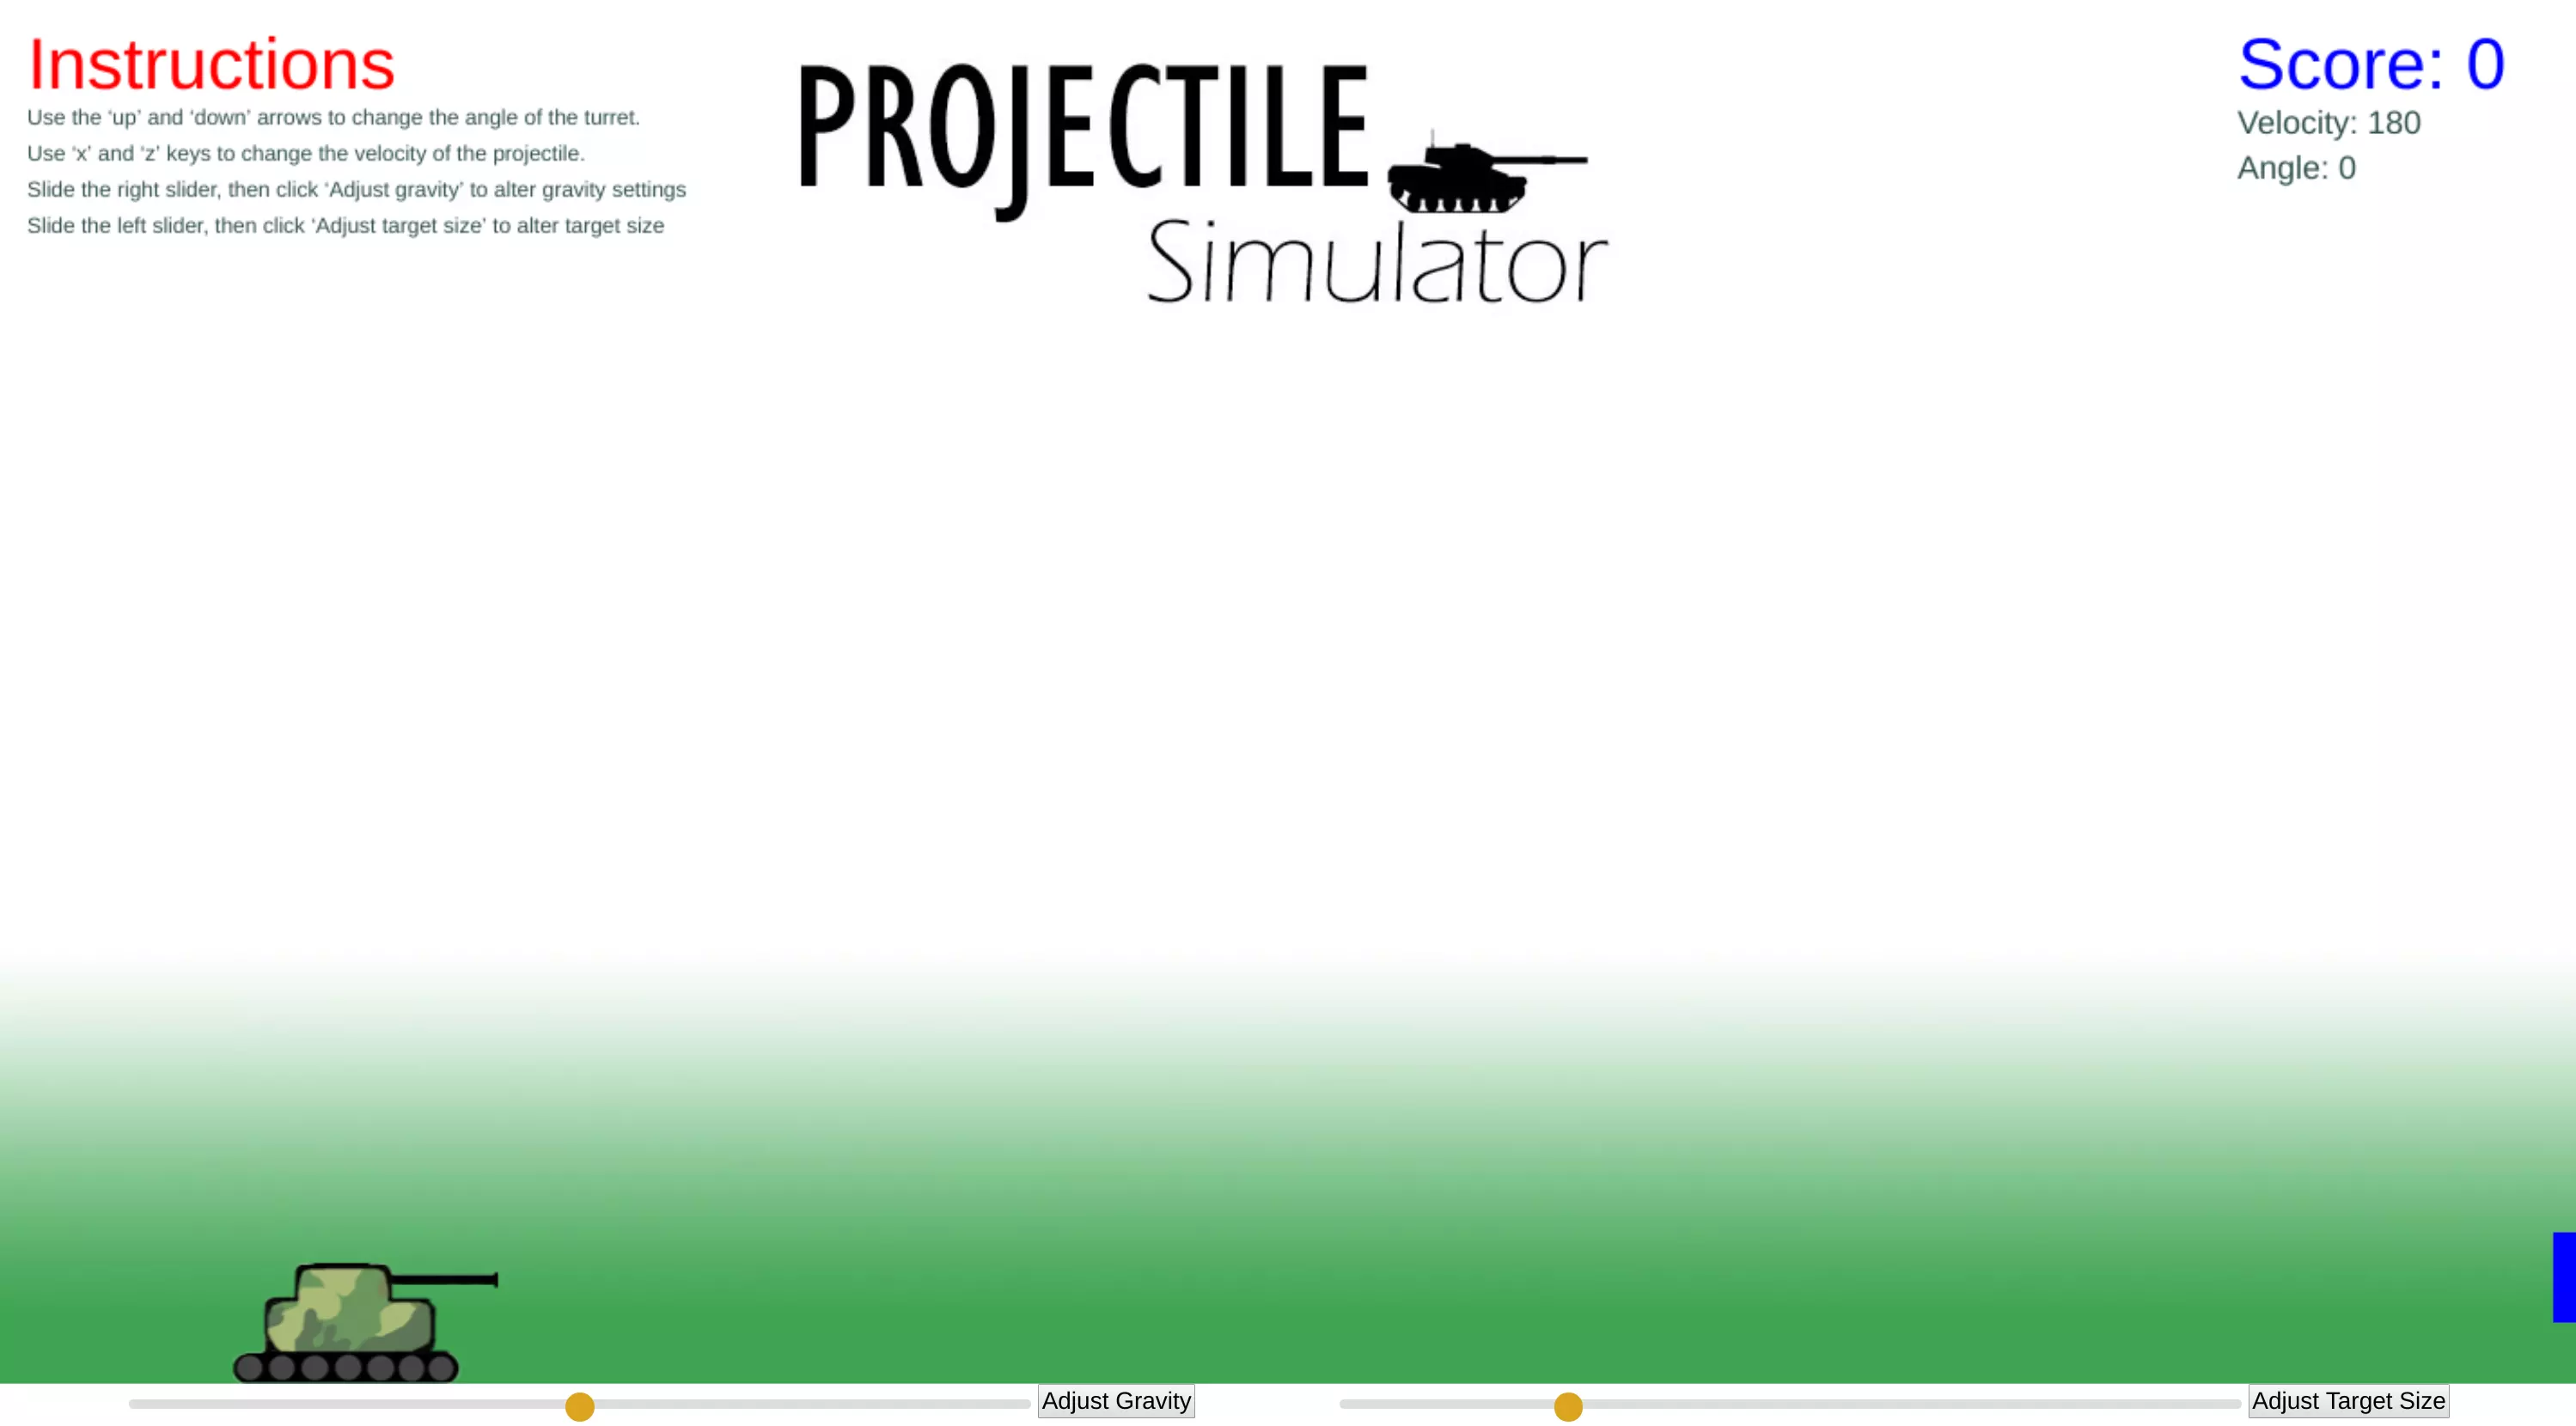 Instructions
Use the ‘up’ and ‘down’ arrows to change the angle of the turret.
Use ‘x’ and ‘z’ keys to change the velocity of the projectile.
Slide the right slider, then click ‘Adjust gravity’ to alter gravity settings
Slide the left slider, then click ‘Adjust target size’ to alter target size
PROJECTILE
Simulator
Score: 0
Velocity: 180
Angle: 0
Adjust Gravity
Adjust Target Size